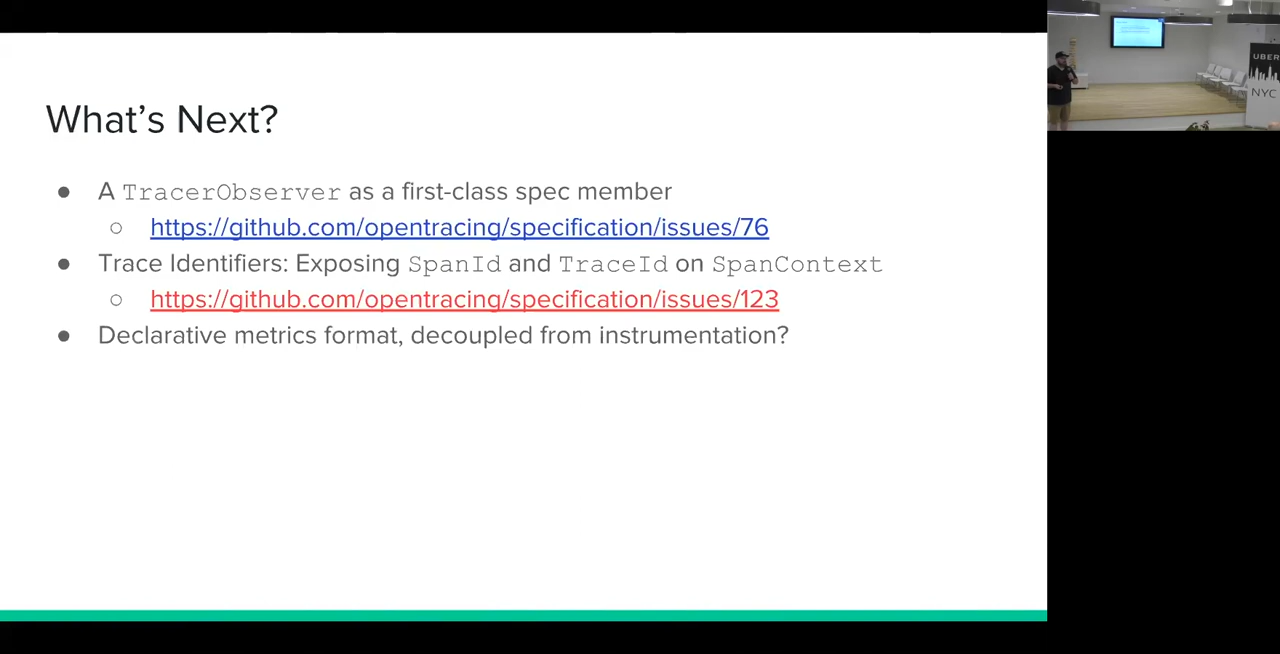 What's Next?
● A TracerObserver as a first-class spec member
○ https://github.com/opentracing/specification/issues/76
● Trace Identifiers: Exposing SpanId and TraceId on SpanContext
○ https://github.com/opentracing/specification/issues/123
● Declarative metrics format, decoupled from instrumentation?
UBER
NYC